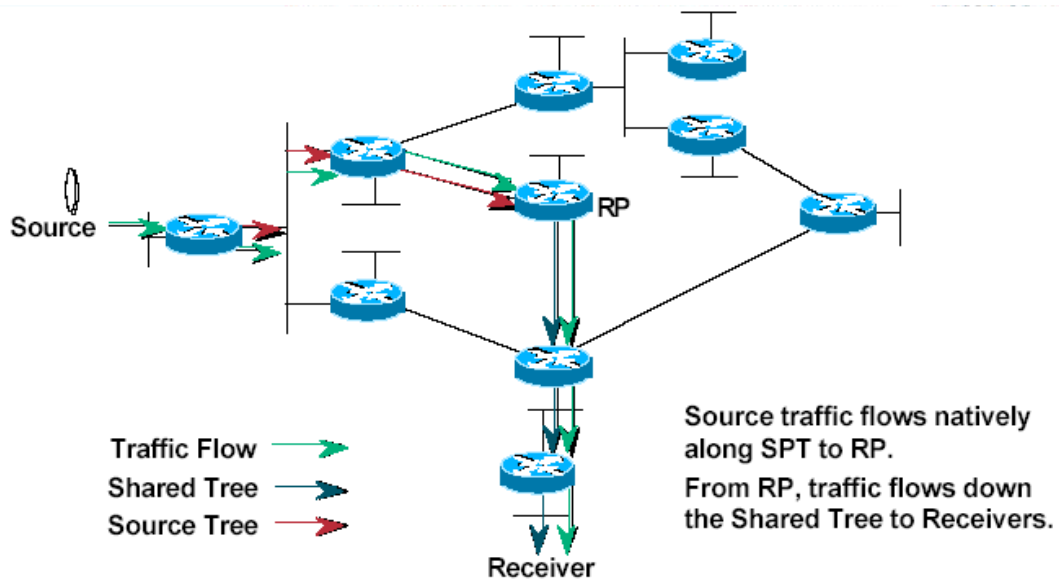 Source
RP
Traffic Flow
Shared Tree
Source Tree
Receiver
Source traffic flows natively
along SPT to RP.
From RP, traffic flows down
the Shared Tree to Receivers.